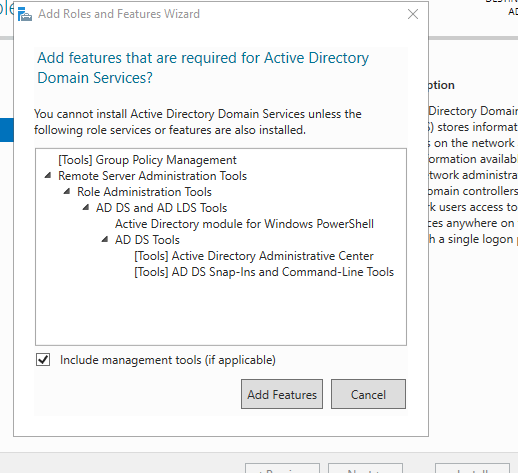 Add Roles and Features Wizard
Add features that are required for Active Directory
Domain Services?
You cannot install Active Directory Domain Services unless the
following role services or features are also installed.
[Tools] Group Policy Management
Remote Server Administration Tools
Role Administration Tools
AD DS and AD LDS Tools
Active Directory module for Windows PowerShell
AD DS Tools
[Tools] Active Directory Administrative Center
[Tools] AD DS Snap-Ins and Command-Line Tools
Include management tools (if applicable)
Add Features
Cancel
ption
Directory Domain
) stores informat
s on the network
ormation availab
twork administra
omain controllers
rk users access to
ces anywhere on
h a single logon p